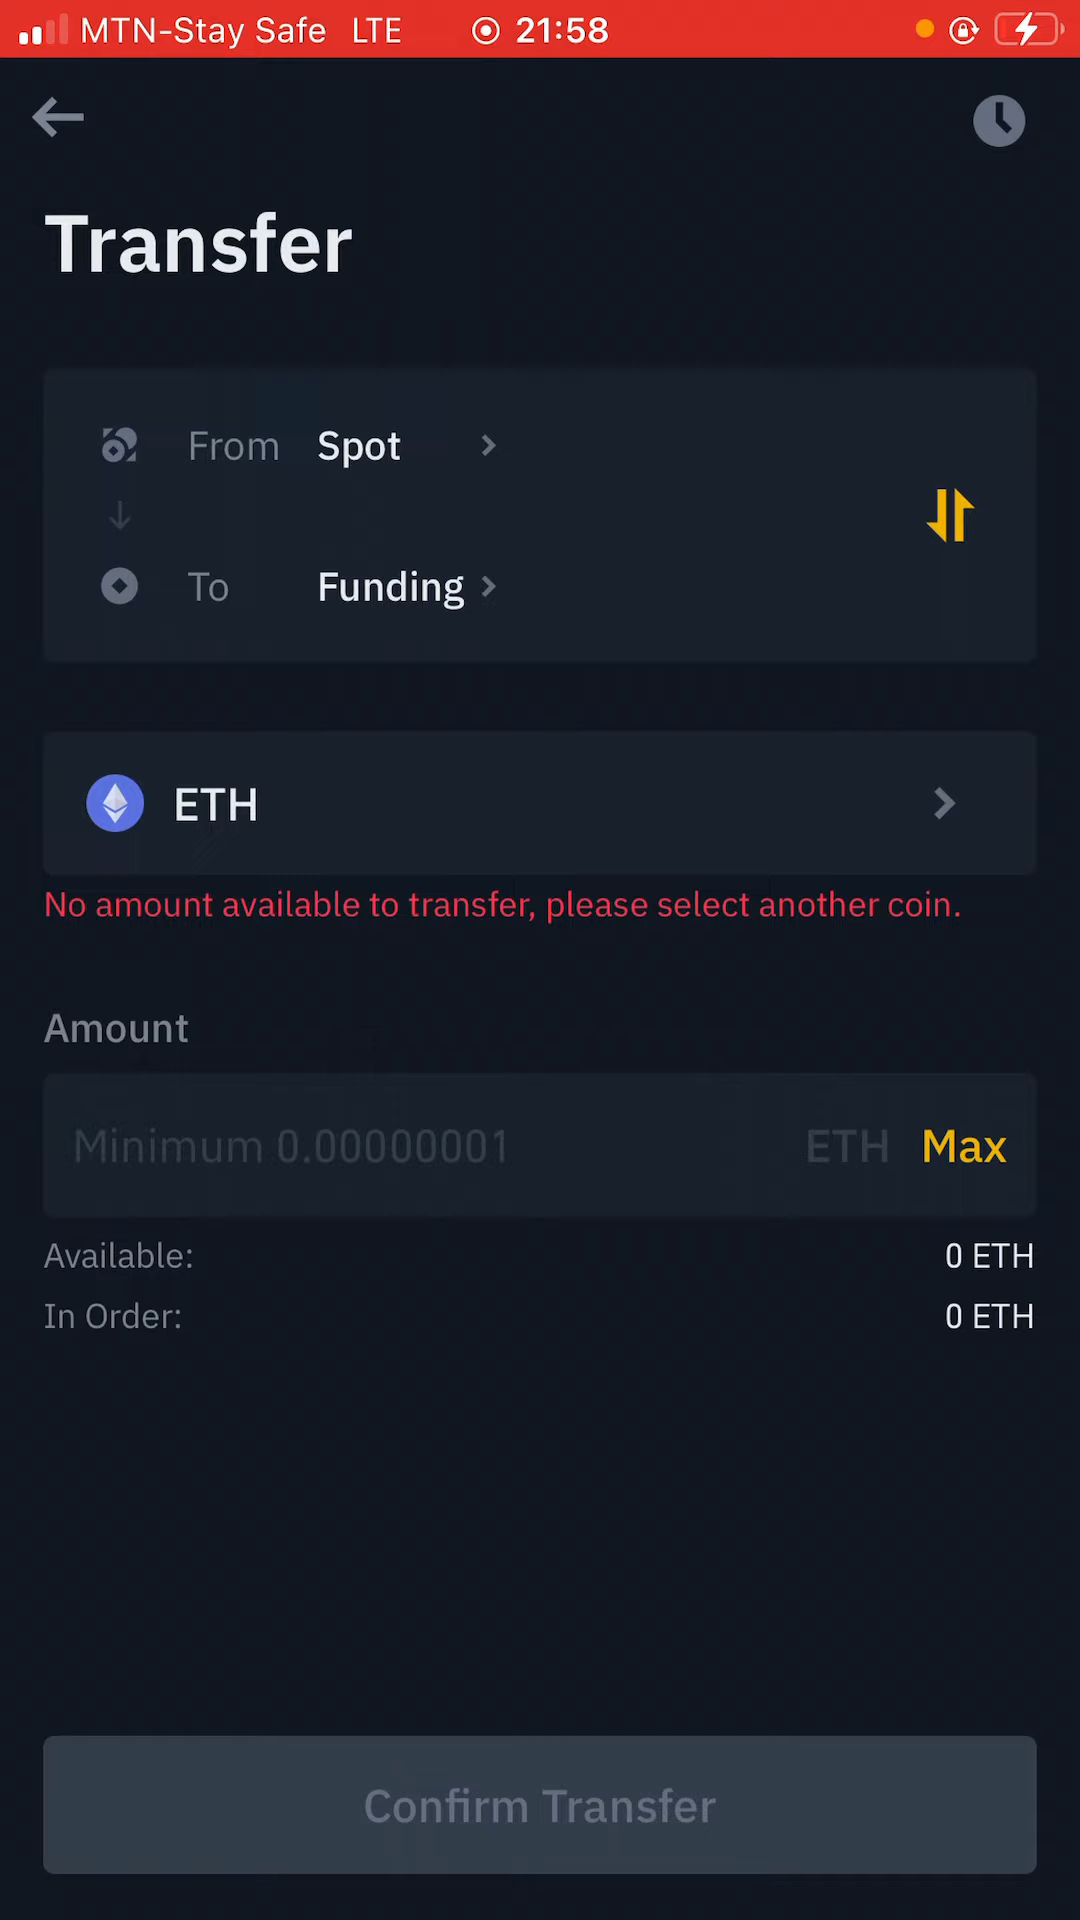 MTN-Stay Safe LTE 21:58
Transfer
From Spot
To Funding
ETH
No amount available to transfer, please select another coin.
Amount
Minimum 0.00000001 ETH Max
Available: 0 ETH
In Order: 0 ETH
Confirm Transfer